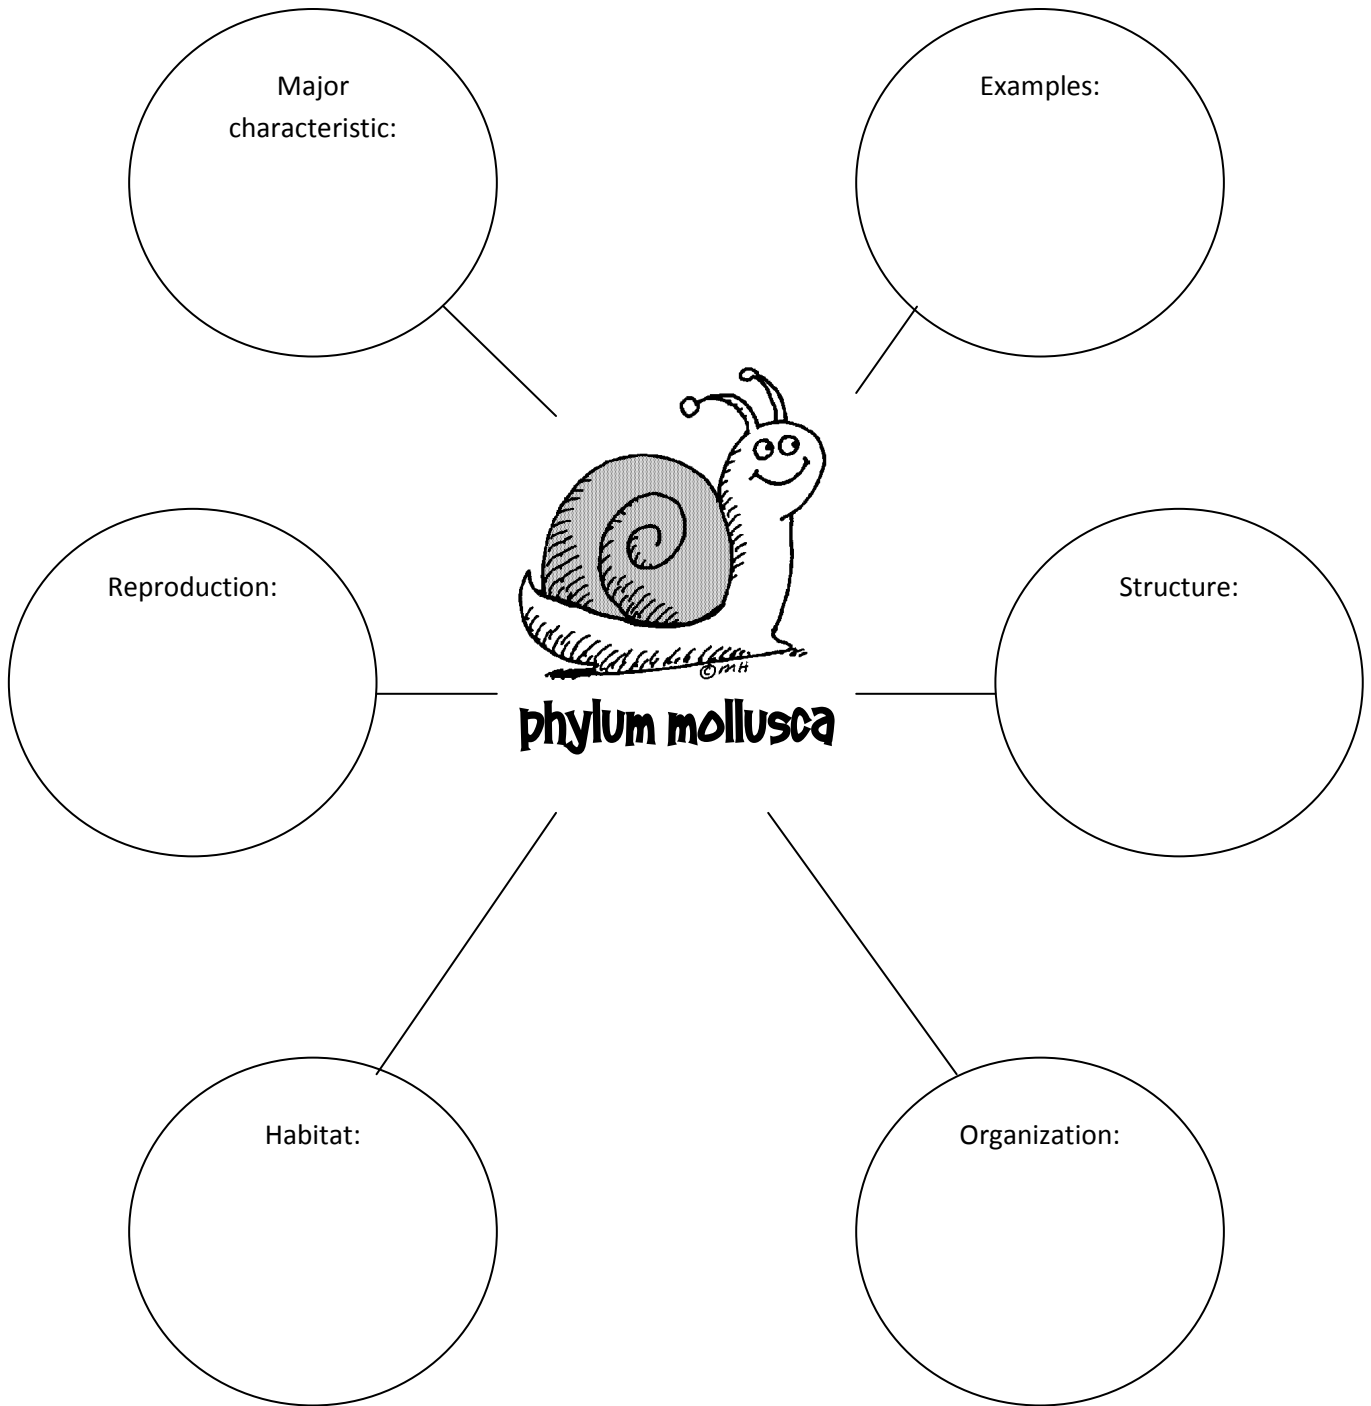 Major
characteristic:
Examples:
Reproduction:
Structure:
©MH
phylum mollusca
Habitat:
Organization: